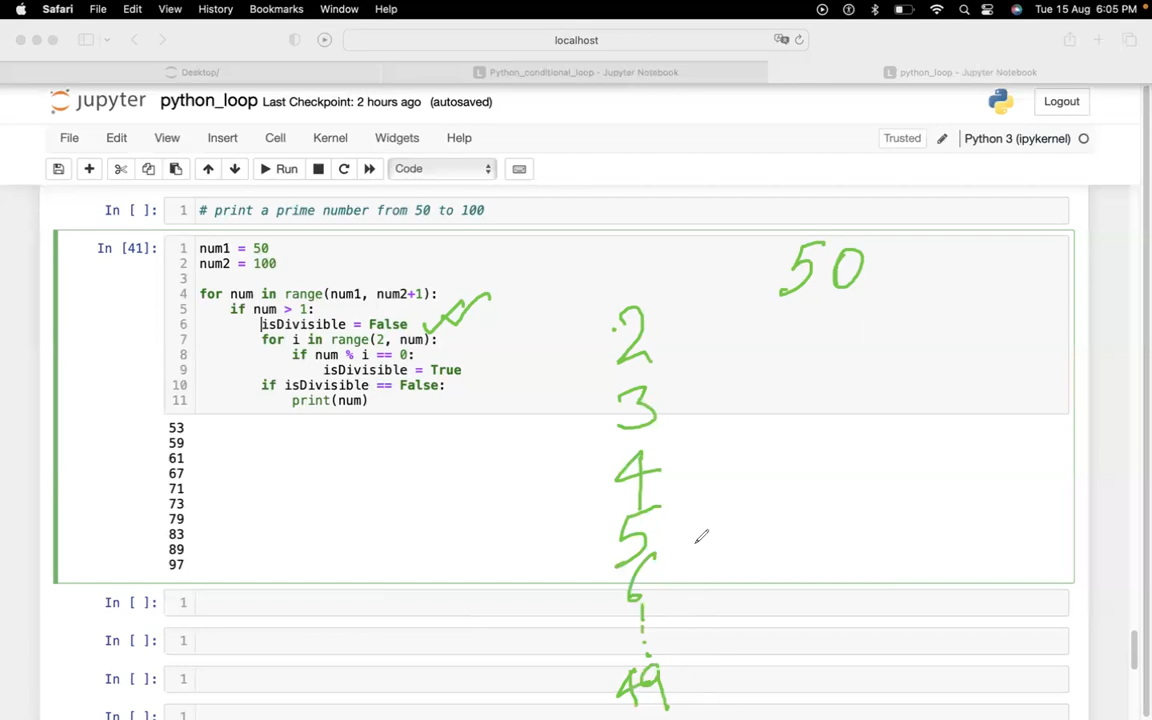 Safari File Edit View History Bookmarks Window Help Tue 15 Aug 6:05 PM
localhost
Desktop/ Python_conditional_loop - Jupyter Notebook python_loop - Jupyter Notebook
jupyter python_loop Last Checkpoint: 2 hours ago (autosaved) Logout
File Edit View Insert Cell Kernel Widgets Help Trusted Python 3 (ipykernel)
Run Code
In [ ]: 1 # print a prime number from 50 to 100
In [41]: 1 num1 = 50
2 num2 = 100
3
4 for num in range(num1, num2+1):
5 if num > 1:
6 isDivisible = False
7 for i in range(2, num):
8 if num % i == 0:
9 isDivisible = True
10 if isDivisible == False:
11 print(num)
50
2
3
4
5
6
49
53
59
61
67
71
73
79
83
89
97
In [ ]: 1
In [ ]: 1
In [ ]: 1
In [ ]: 1